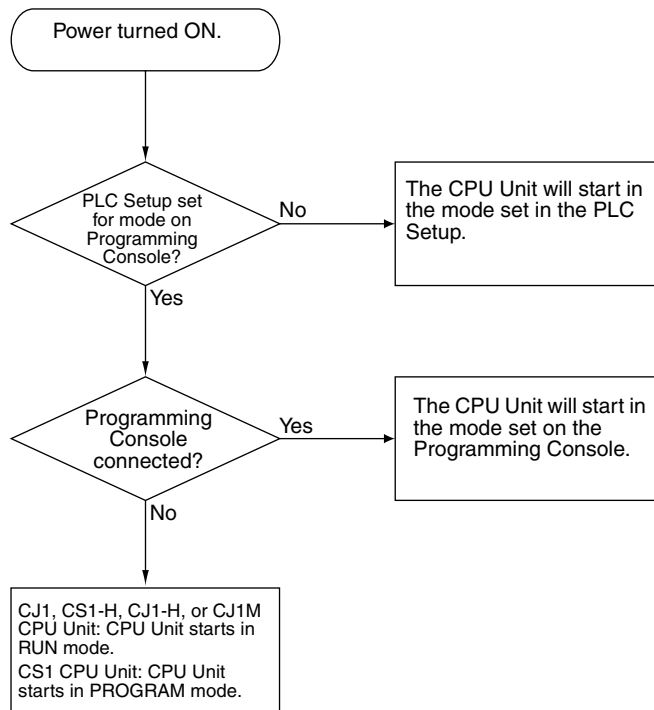 Power turned ON.
PLC Setup set
for mode on
Programming
Console?
No
The CPU Unit will start in
the mode set in the PLC
Setup.
Yes
Programming
Console
connected?
Yes
The CPU Unit will start in
the mode set on the
Programming Console.
No
CJ1, CS1-H, CJ1-H, or CJ1M
CPU Unit: CPU Unit starts in
RUN mode.
CS1 CPU Unit: CPU Unit
starts in PROGRAM mode.